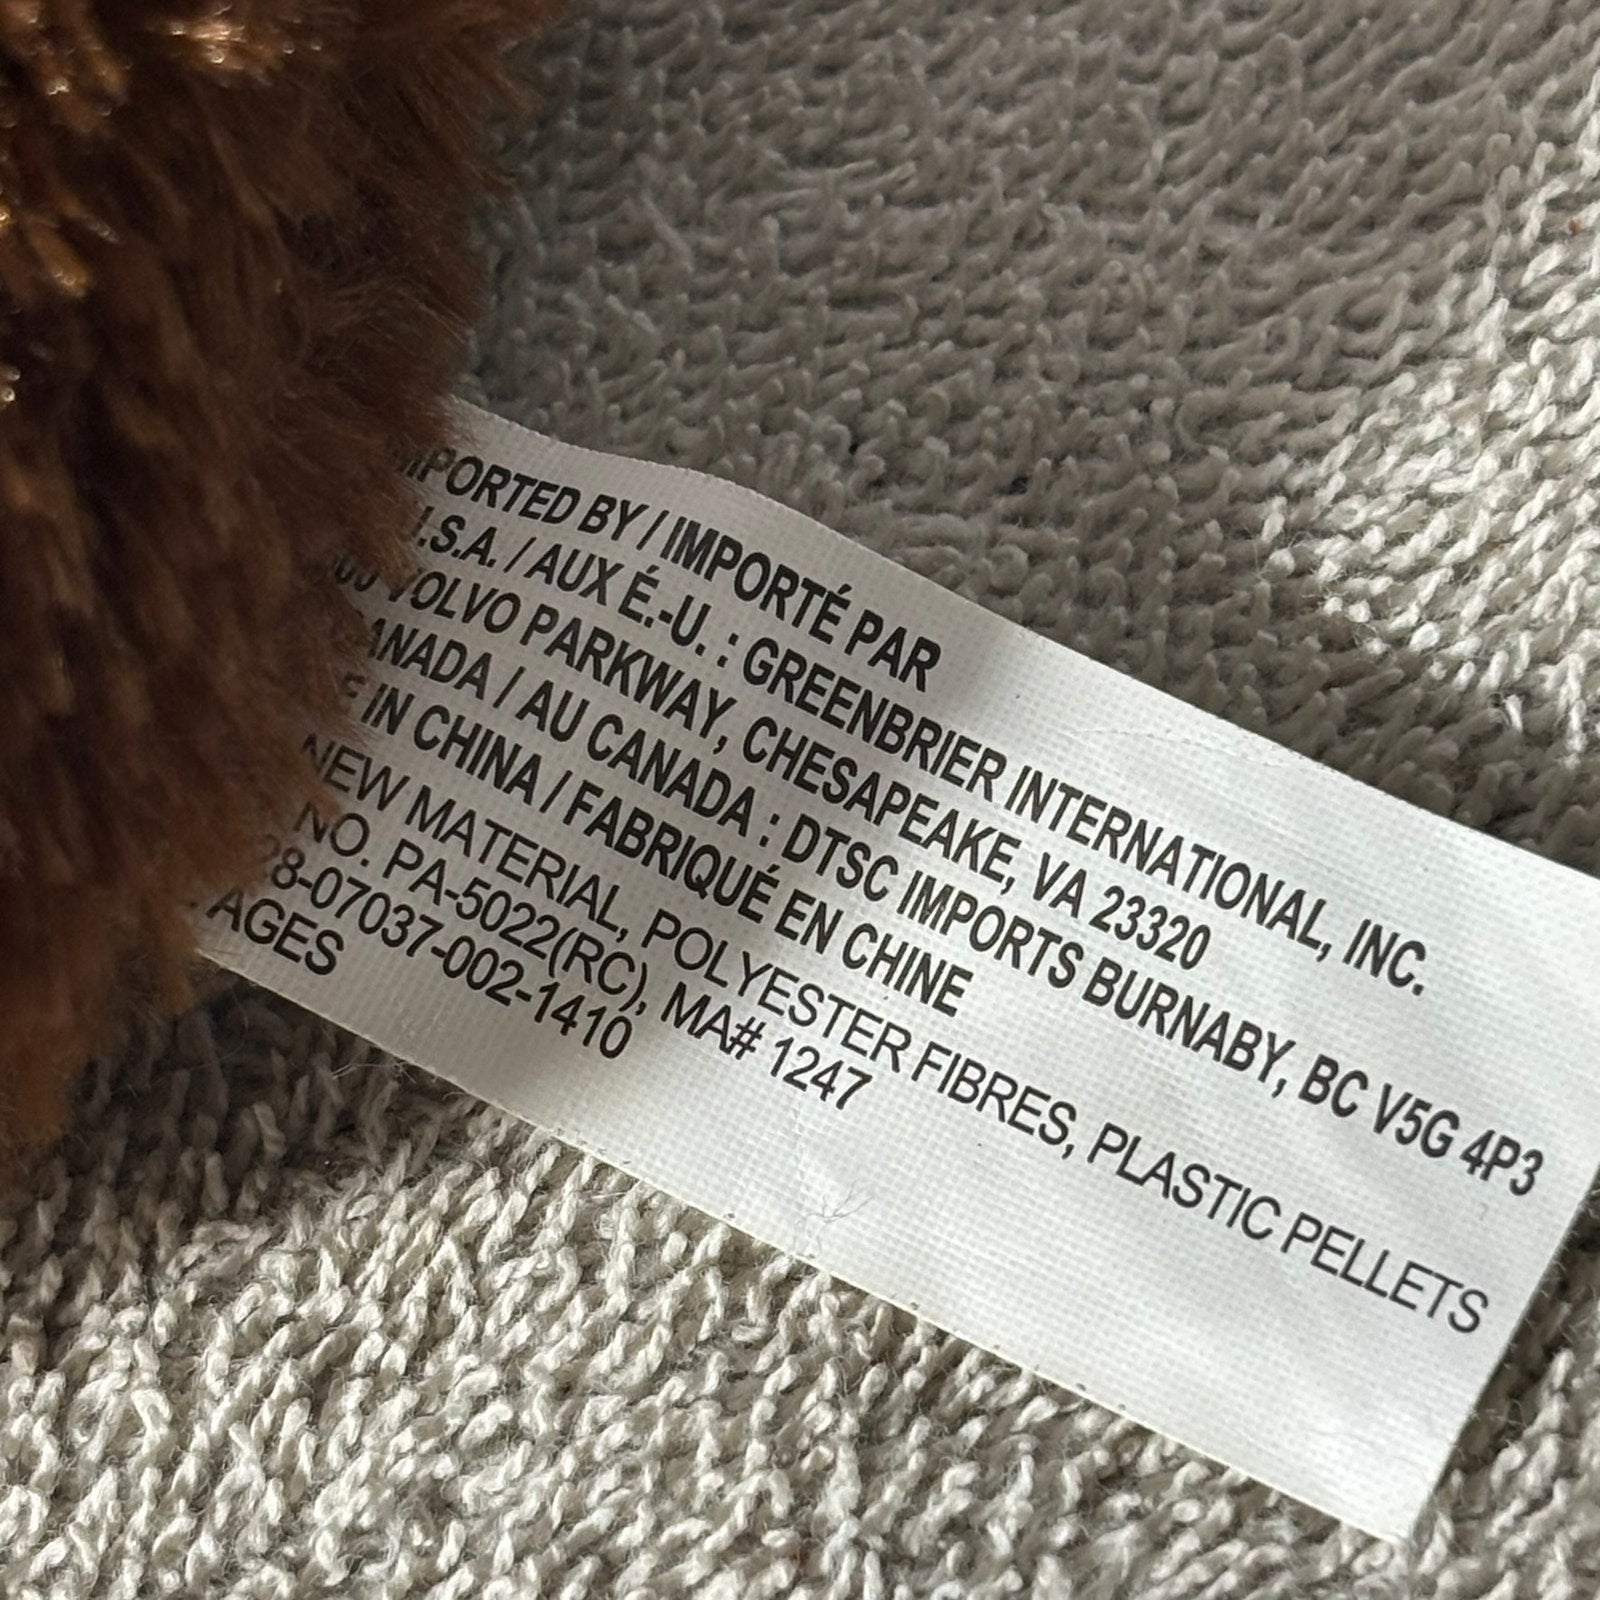 IMPORTED BY / IMPORTÉ PAR
U.S.A. / AUX É.-U. : GREENBRIER INTERNATIONAL, INC.
00 VOLVO PARKWAY, CHESAPEAKE, VA 23320
CANADA / AU CANADA : DTSC IMPORTS BURNABY, BC V5G 4P3
E IN CHINA / FABRIQUÉ EN CHINE
NEW MATERIAL, POLYESTER FIBRES, PLASTIC PELLETS
NO. PA-5022(RC), MA# 1247
28-07037-002-1410
AGES